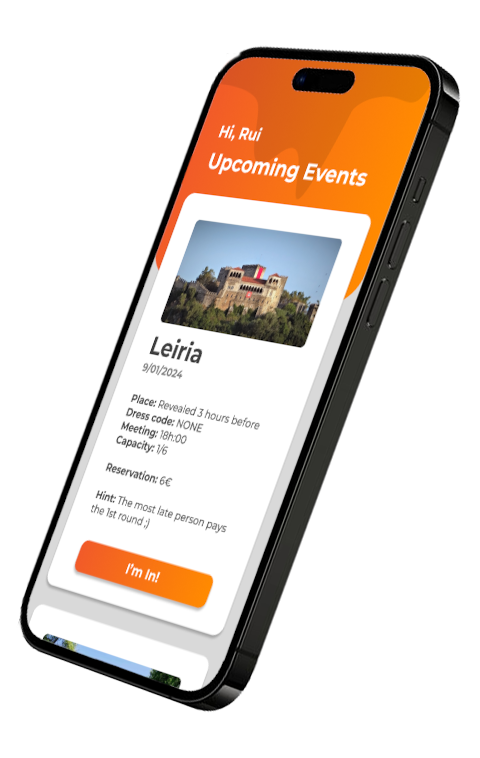 Hi, Rui
Upcoming Events
Leiria
9/01/2024
Place: Revealed 3 hours before
Dress code: NONE
Meeting: 18h:00
Capacity: 1/6
Reservation: 6€
Hint: The most late person pays
the 1st round ;)
I'm In!